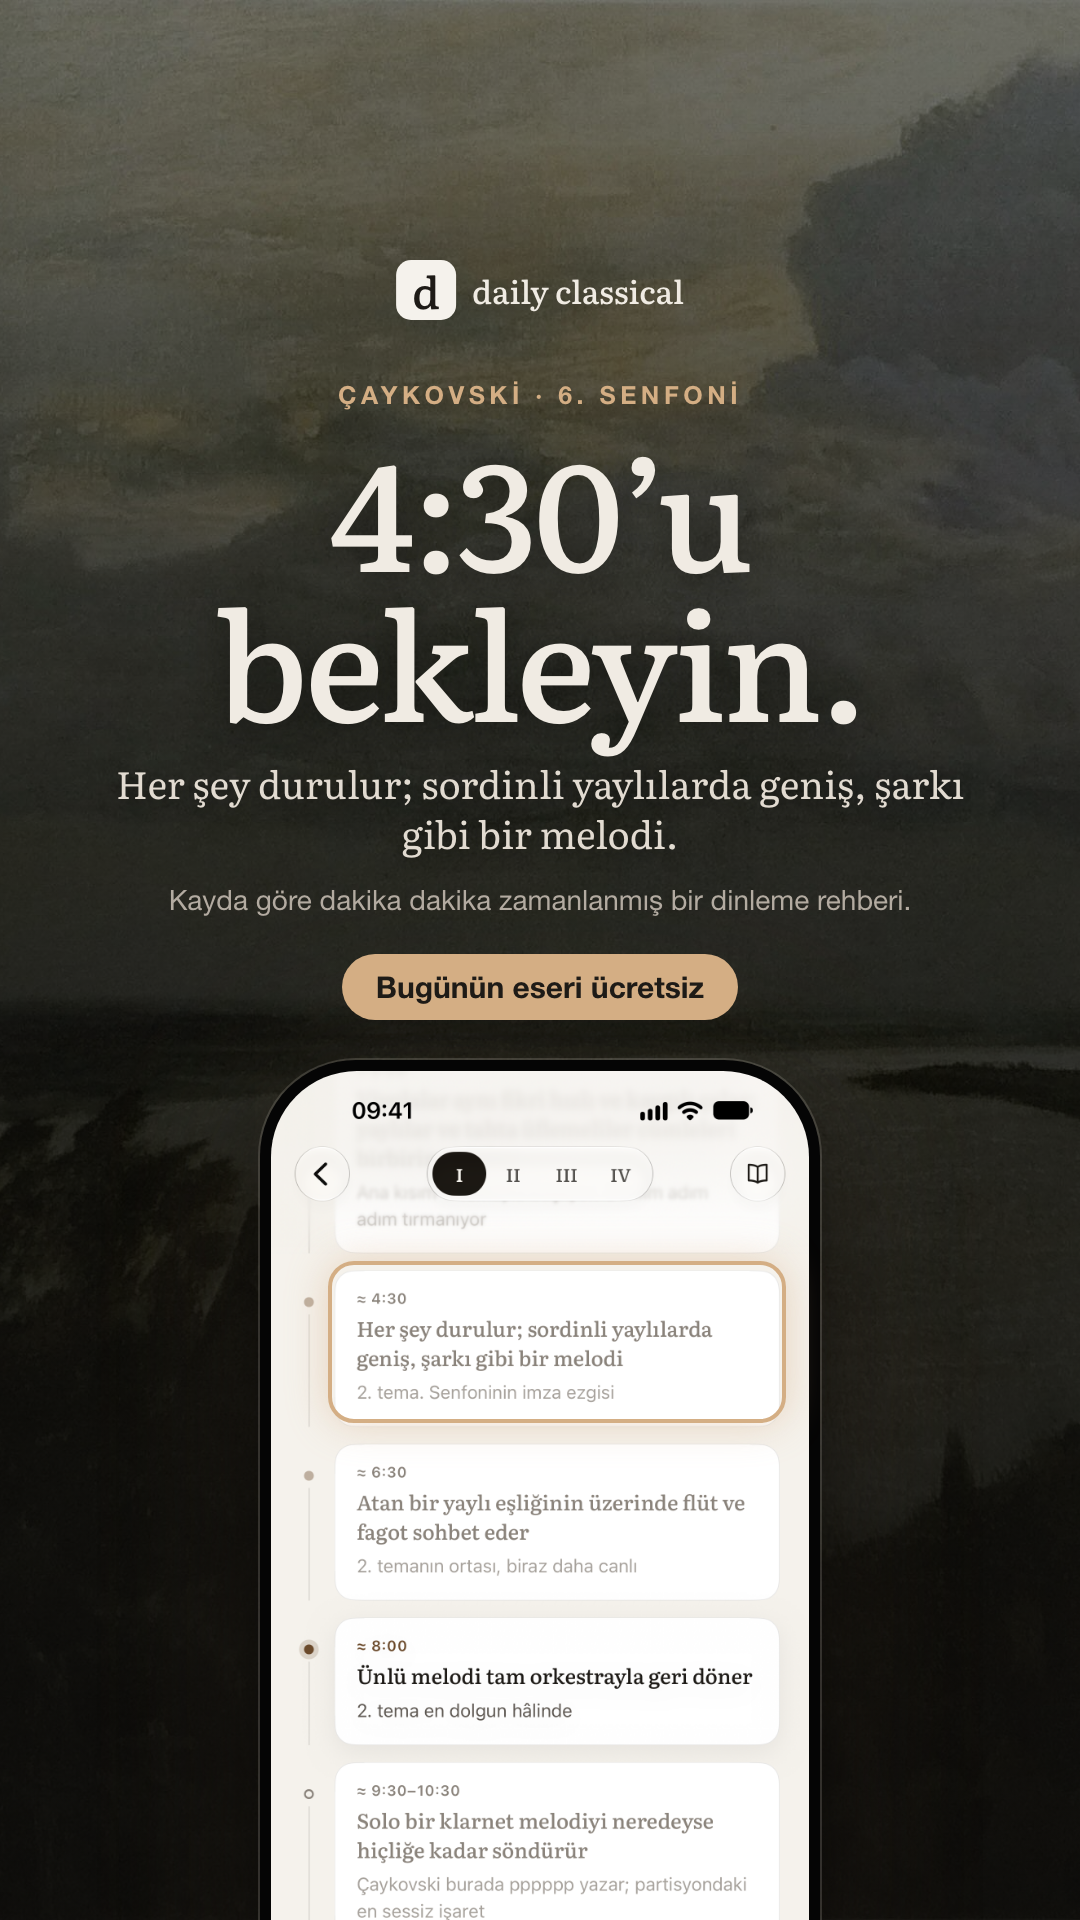 d daily classical
ÇAYKOVSKİ · 6. SENFONİ
4:30’u
bekleyin.
Her şey durulur; sordinli yaylılarda geniş, şarkı
gibi bir melodi.
Kayda göre dakika dakika zamanlanmış bir dinleme rehberi.
Bugünün eseri ücretsiz
09:41
I II III IV
Ana kısım adım
adım tırmanıyor
≈ 4:30
Her şey durulur; sordinli yaylılarda
geniş, şarkı gibi bir melodi
2. tema. Senfoninin imza ezgisi
≈ 6:30
Atan bir yaylı eşliğinin üzerinde flüt ve
fagot sohbet eder
2. temanın ortası, biraz daha canlı
≈ 8:00
Ünlü melodi tam orkestrayla geri döner
2. tema en dolgun hâlinde
≈ 9:30–10:30
Solo bir klarnet melodiyi neredeyse
hiçliğe kadar söndürür
Çaykovski burada pppppp yazar; partisyondaki
en sessiz işaret